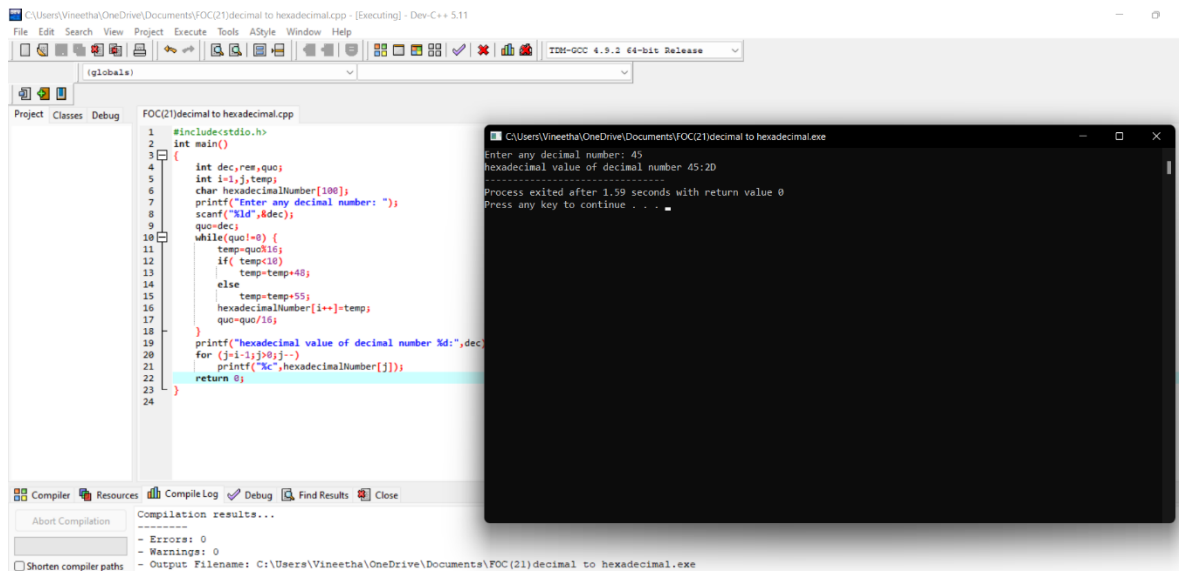 C:\Users\Vineetha\OneDrive\Documents\FOC(21)decimal to hexadecimal.cpp - [Executing] - Dev-C++ 5.11
File Edit Search View Project Execute Tools AStyle Window Help
TDM-GCC 4.9.2 64-bit Release
(globals)
Project Classes Debug
FOC(21)decimal to hexadecimal.cpp
1 #include<stdio.h>
2 int main()
3 {
4 int dec,rem,quo;
5 int i=1,j,temp;
6 char hexadecimalNumber[100];
7 printf("Enter any decimal number: ");
8 scanf("%ld",&dec);
9 quo=dec;
10 while(quo!=0) {
11 temp=quo%16;
12 if( temp<10)
13 temp=temp+48;
14 else
15 temp=temp+55;
16 hexadecimalNumber[i++]=temp;
17 quo=quo/16;
18 }
19 printf("hexadecimal value of decimal number %d:",dec)
20 for (j=i-1;j>0;j--)
21 printf("%c",hexadecimalNumber[j]);
22 return 0;
23 }
24
C:\Users\Vineetha\OneDrive\Documents\FOC(21)decimal to hexadecimal.exe
Enter any decimal number: 45
hexadecimal value of decimal number 45:2D
--------------------------------
Process exited after 1.59 seconds with return value 0
Press any key to continue . . .
Compiler Resources Compile Log Debug Find Results Close
Abort Compilation
Shorten compiler paths
Compilation results...
--------
- Errors: 0
- Warnings: 0
- Output Filename: C:\Users\Vineetha\OneDrive\Documents\FOC(21)decimal to hexadecimal.exe